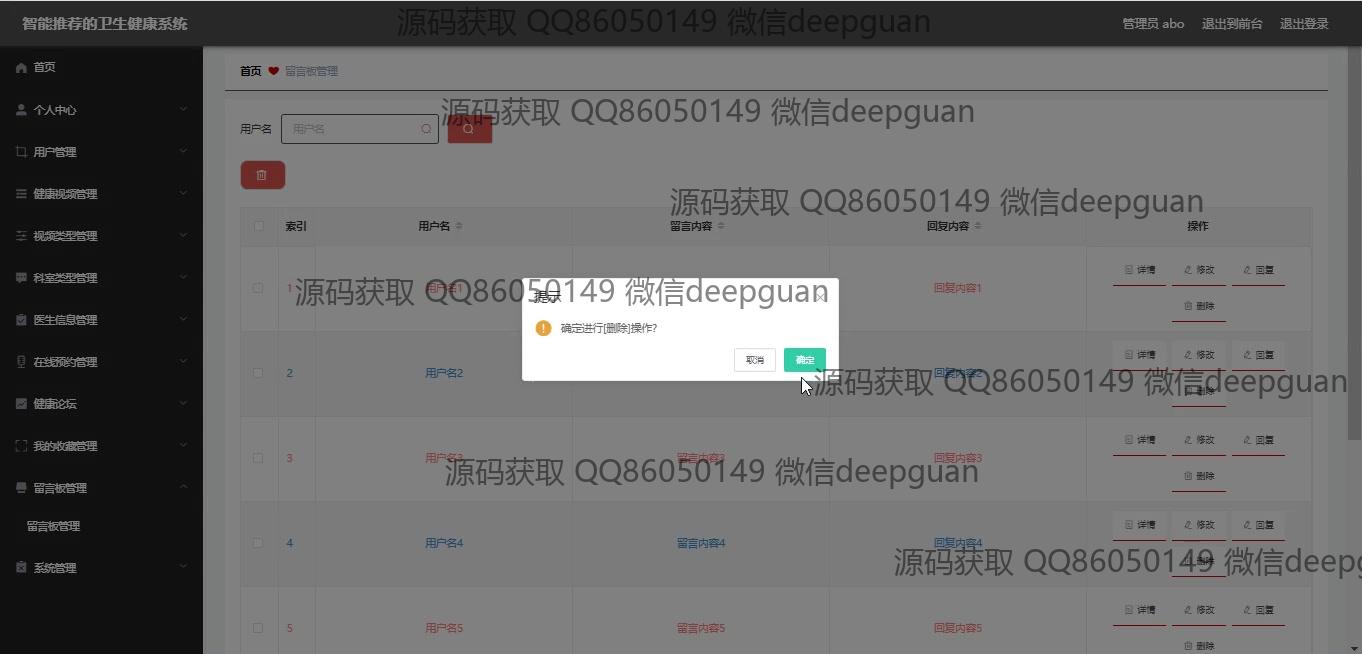 智能推荐的卫生健康系统
源码获取 QQ86050149 微信deepguan
管理员 abo
退出到前台
退出登录
首页
个人中心
用户管理
健康视频管理
视频类型管理
科室类型管理
医生信息管理
在线预约管理
健康论坛
我的收藏管理
留言板管理
留言板管理
系统管理
首页 留言板管理
源码获取 QQ86050149 微信deepguan
用户名 用户名
源码获取 QQ86050149 微信deepguan
索引 用户名 留言内容 回复内容 操作
1 用户名1 回复内容1 详情 修改 回复
删除
源码获取 QQ86050149 微信deepguan
提示
确定进行[删除]操作?
取消 确定
2 用户名2 回复内容2 详情 修改 回复
删除
源码获取 QQ86050149 微信deepguan
3 用户名3 留言内容3 回复内容3 详情 修改 回复
删除
源码获取 QQ86050149 微信deepguan
4 用户名4 留言内容4 回复内容4 详情 修改 回复
删除
源码获取 QQ86050149 微信deepg
5 用户名5 留言内容5 回复内容5 详情 修改 回复
删除